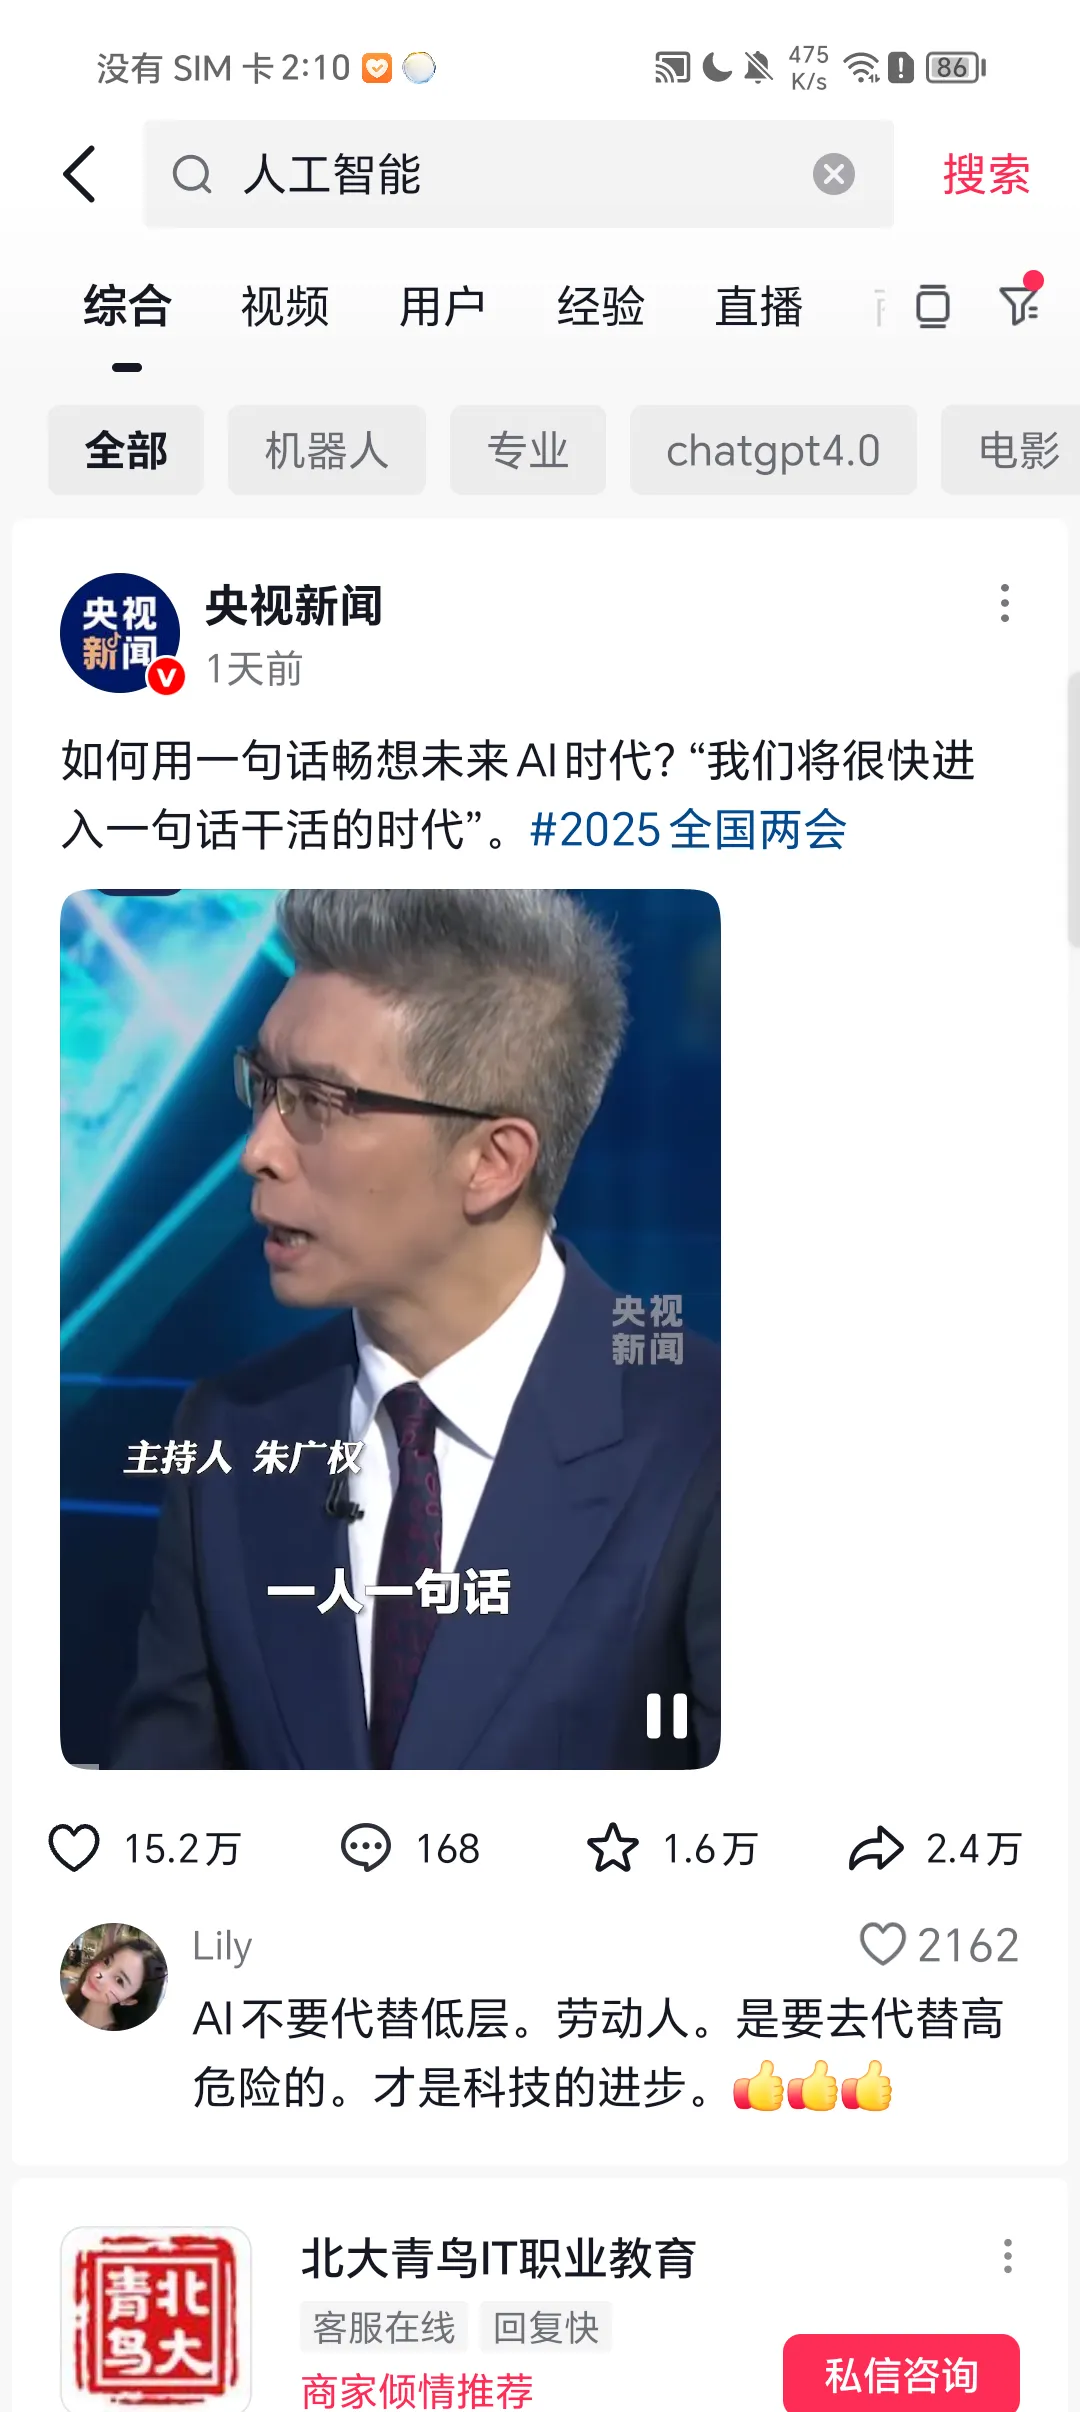 没有 SIM 卡 2:10
475 K/s
86
人工智能
搜索
综合 视频 用户 经验 直播
全部 机器人 专业 chatgpt4.0 电影
央视新闻
央视新闻
1天前
如何用一句话畅想未来AI时代？“我们将很快进
入一句话干活的时代”。#2025全国两会
央视
新闻
主持人 朱广权
一人一句话
15.2万 168 1.6万 2.4万
Lily 2162
AI不要代替低层。劳动人。是要去代替高
危险的。才是科技的进步。👍👍👍
北大青鸟
北大青鸟IT职业教育
客服在线 回复快
商家倾情推荐
私信咨询